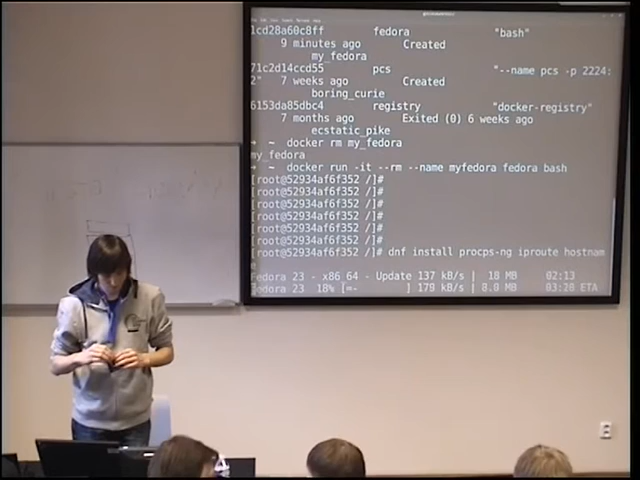 1cd28a60c8ff fedora "bash"
9 minutes ago Created
my_fedora
71c2d14ccd55 pcs "--name pcs -p 2224:
2" 7 weeks ago Created
boring_curie
6153da85dbc4 registry "docker-registry"
7 months ago Exited (0) 6 weeks ago
ecstatic_pike
→ ~ docker rm my_fedora
my_fedora
→ ~ docker run -it --rm --name myfedora fedora bash
[root@52934af6f352 /]#
[root@52934af6f352 /]#
[root@52934af6f352 /]#
[root@52934af6f352 /]#
[root@52934af6f352 /]#
[root@52934af6f352 /]#
[root@52934af6f352 /]# dnf install procps-ng iproute hostnam
e
Fedora 23 - x86_64 - Update 137 kB/s | 18 MB 02:13
Fedora 23 18% [=- ] 179 kB/s | 8.0 MB 03:28 ETA